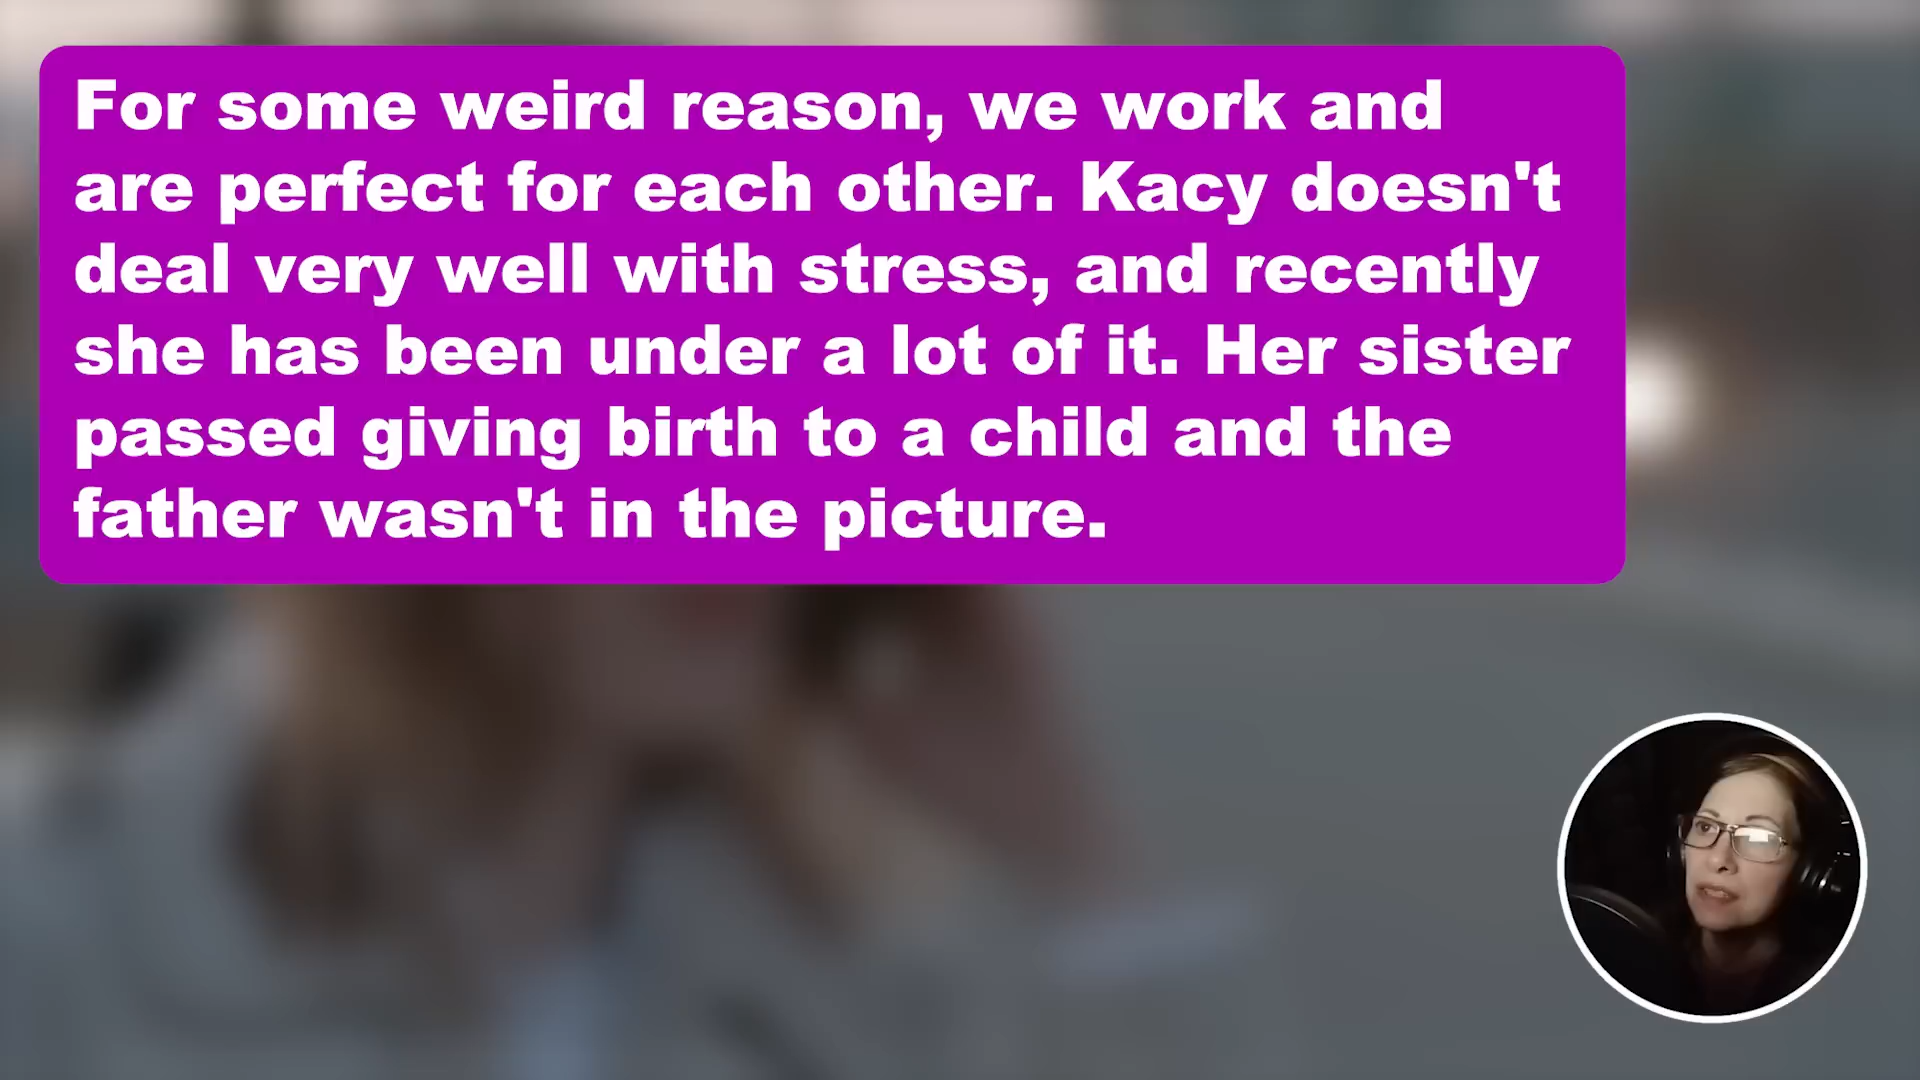 For some weird reason, we work and
are perfect for each other. Kacy doesn't
deal very well with stress, and recently
she has been under a lot of it. Her sister
passed giving birth to a child and the
father wasn't in the picture.